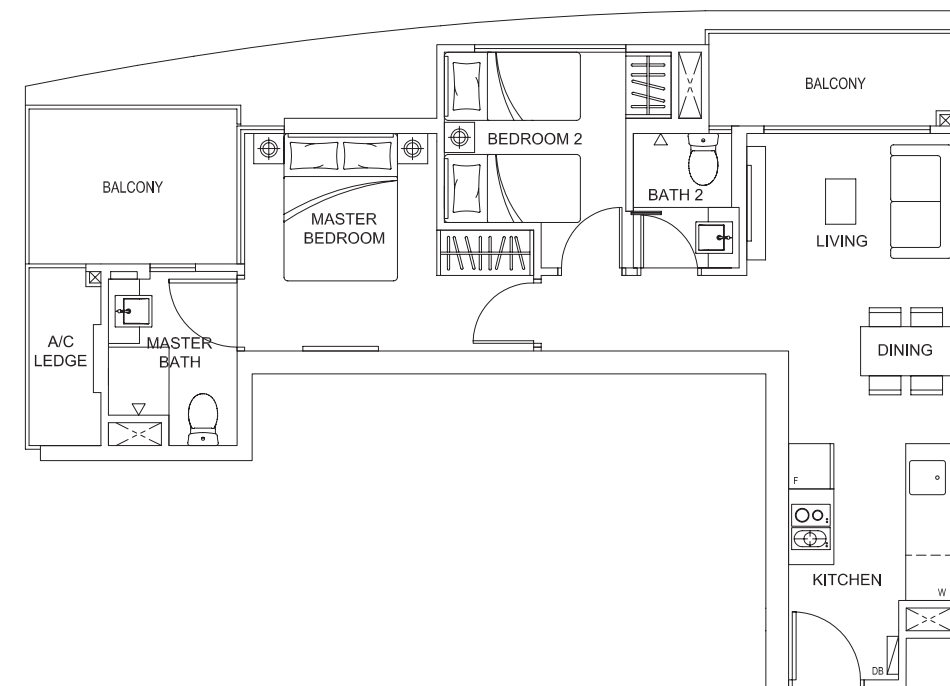 BALCONY
BEDROOM 2
BALCONY
BATH 2
MASTER
BEDROOM
LIVING
A/C
LEDGE
MASTER
BATH
DINING
F
KITCHEN
W
DB